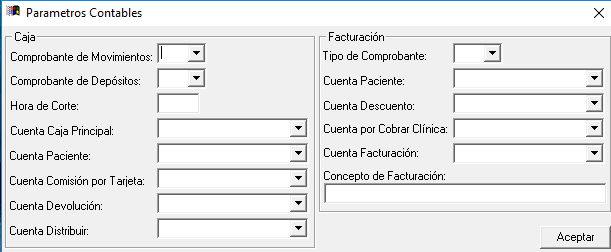 Parametros Contables
Caja
Comprobante de Movimientos:
Comprobante de Depósitos:
Hora de Corte:
Cuenta Caja Principal:
Cuenta Paciente:
Cuenta Comisión por Tarjeta:
Cuenta Devolución:
Cuenta Distribuir:
Facturación
Tipo de Comprobante:
Cuenta Paciente:
Cuenta Descuento:
Cuenta por Cobrar Clínica:
Cuenta Facturación:
Concepto de Facturación:
Aceptar